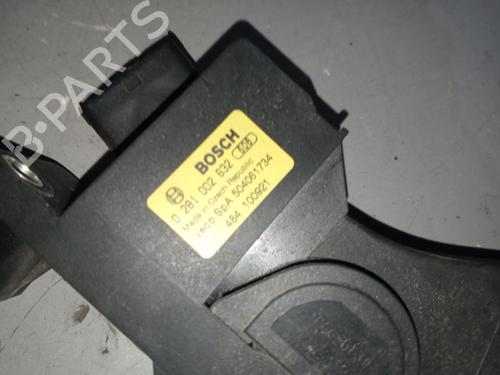 B-PARTS
BOSCH
0 281 002 632
Made in Czech Republic
Iveco SpA 504061734
484 100921